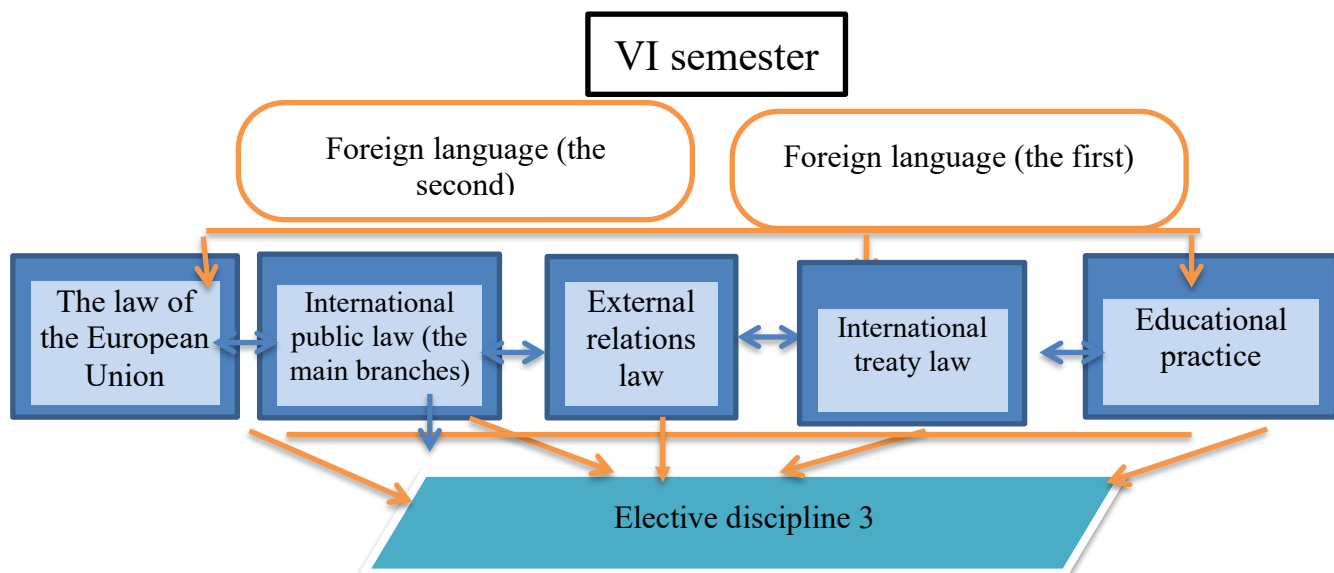 VI semester
Foreign language (the
second)
Foreign language (the first)
The law of
the European
Union
International
public law (the
main branches)
External
relations
law
International
treaty law
Educational
practice
Elective discipline 3